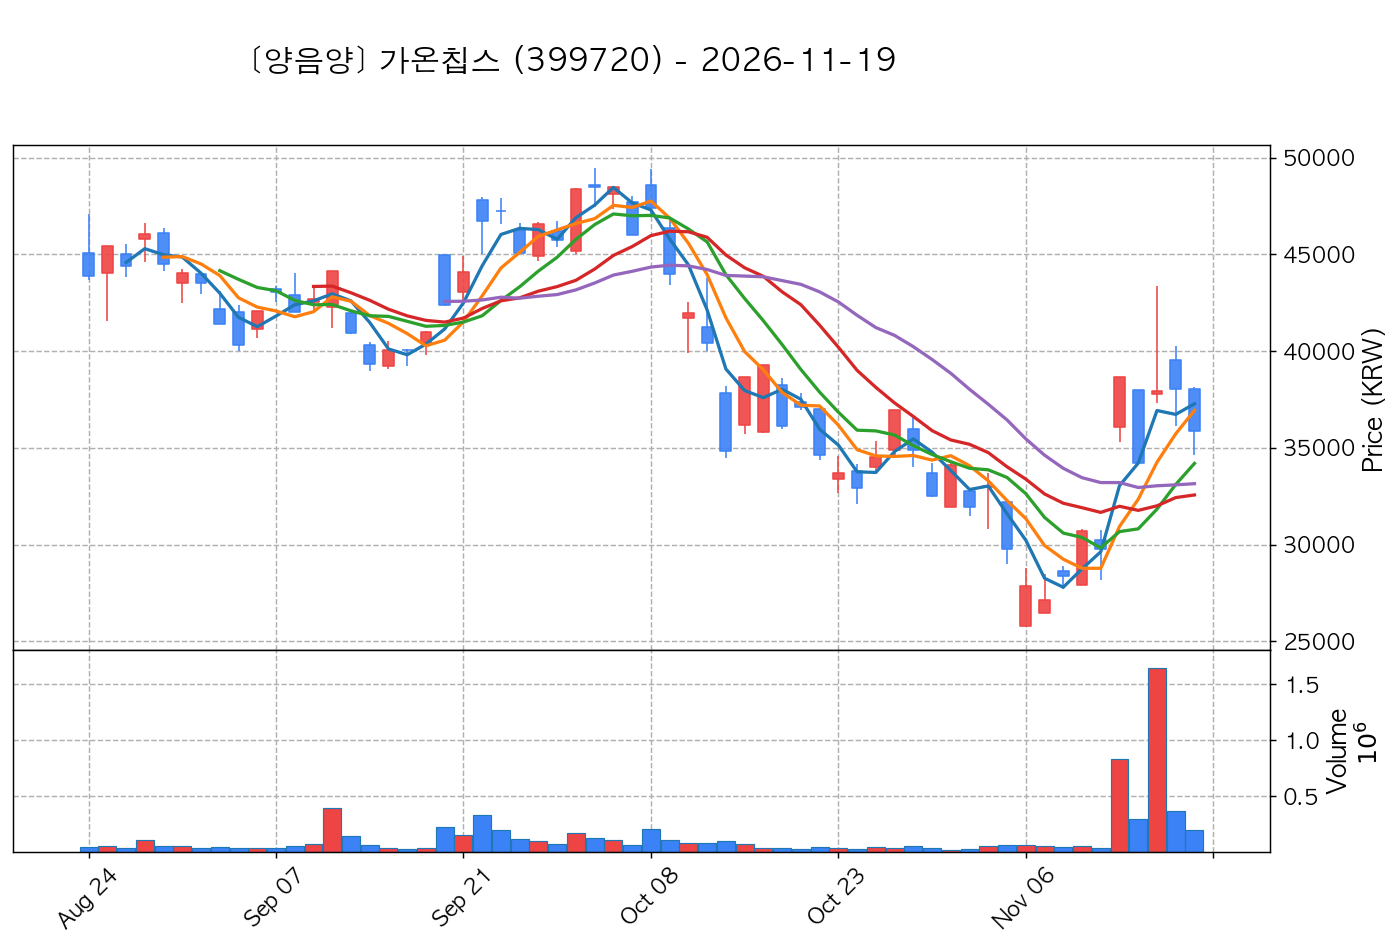 〔양음양〕 가온칩스 (399720) - 2026-11-19
50000
45000
40000
35000
30000
25000
Price (KRW)
1.5
1.0
0.5
Volume
10⁶
Aug 24
Sep 07
Sep 21
Oct 08
Oct 23
Nov 06